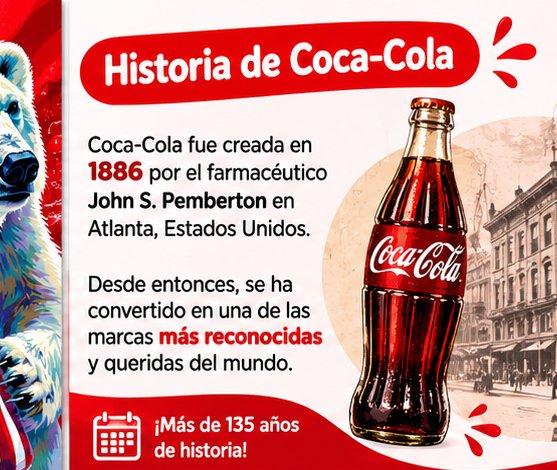 Historia de Coca-Cola
Coca-Cola fue creada en
1886 por el farmacéutico
John S. Pemberton en
Atlanta, Estados Unidos.
Desde entonces, se ha
convertido en una de las
marcas más reconocidas
y queridas del mundo.
Coca-Cola
¡Más de 135 años
de historia!